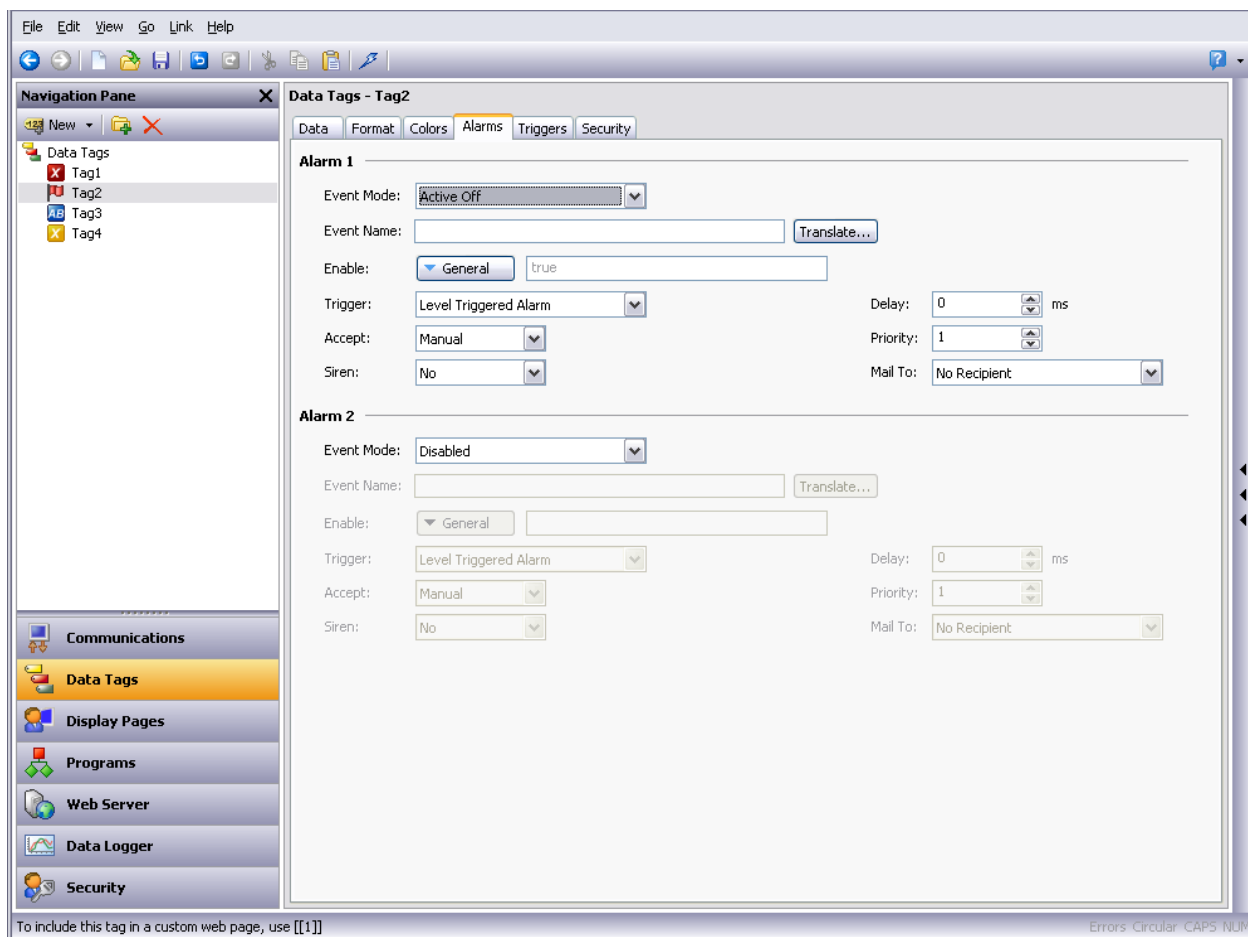 File Edit View Go Link Help
Navigation Pane
Data Tags - Tag2
New
Data Format Colors Alarms Triggers Security
Data Tags
Tag1
Tag2
Tag3
Tag4
Alarm 1
Event Mode: Active Off
Event Name: Translate...
Enable: General true
Trigger: Level Triggered Alarm Delay: 0 ms
Accept: Manual Priority: 1
Siren: No Mail To: No Recipient
Alarm 2
Event Mode: Disabled
Event Name: Translate...
Enable: General
Trigger: Level Triggered Alarm Delay: 0 ms
Accept: Manual Priority: 1
Siren: No Mail To: No Recipient
Communications
Data Tags
Display Pages
Programs
Web Server
Data Logger
Security
To include this tag in a custom web page, use [[1]]
Errors Circular CAPS NUM